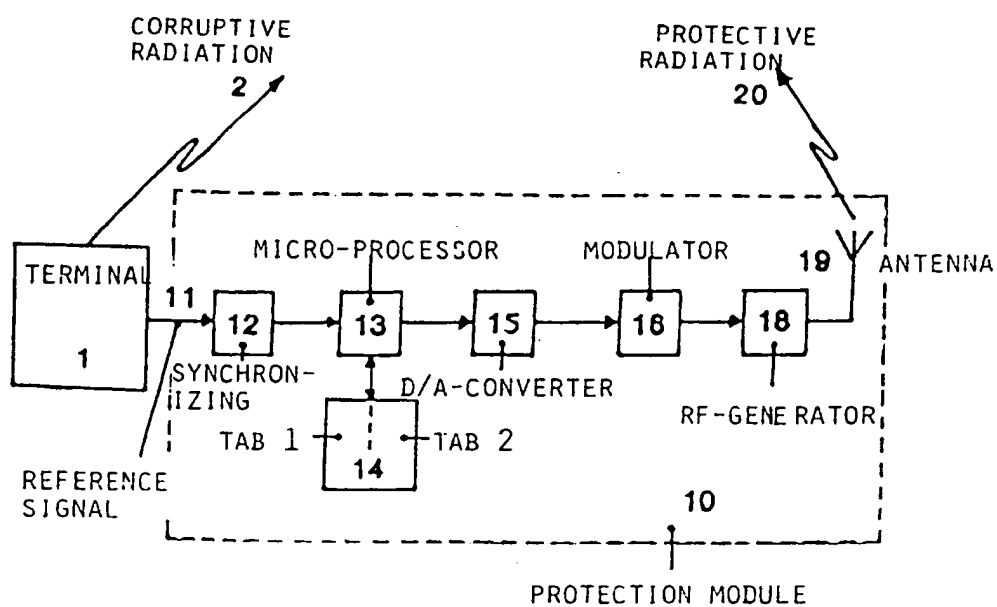 CORRUPTIVE
RADIATION
2
PROTECTIVE
RADIATION
20
MICRO-PROCESSOR
MODULATOR
19
ANTENNA
TERMINAL
11
1
12
13
15
16
18
SYNCHRON-
IZING
D/A-CONVERTER
RF-GENERATOR
TAB 1
TAB 2
14
REFERENCE
SIGNAL
10
PROTECTION MODULE